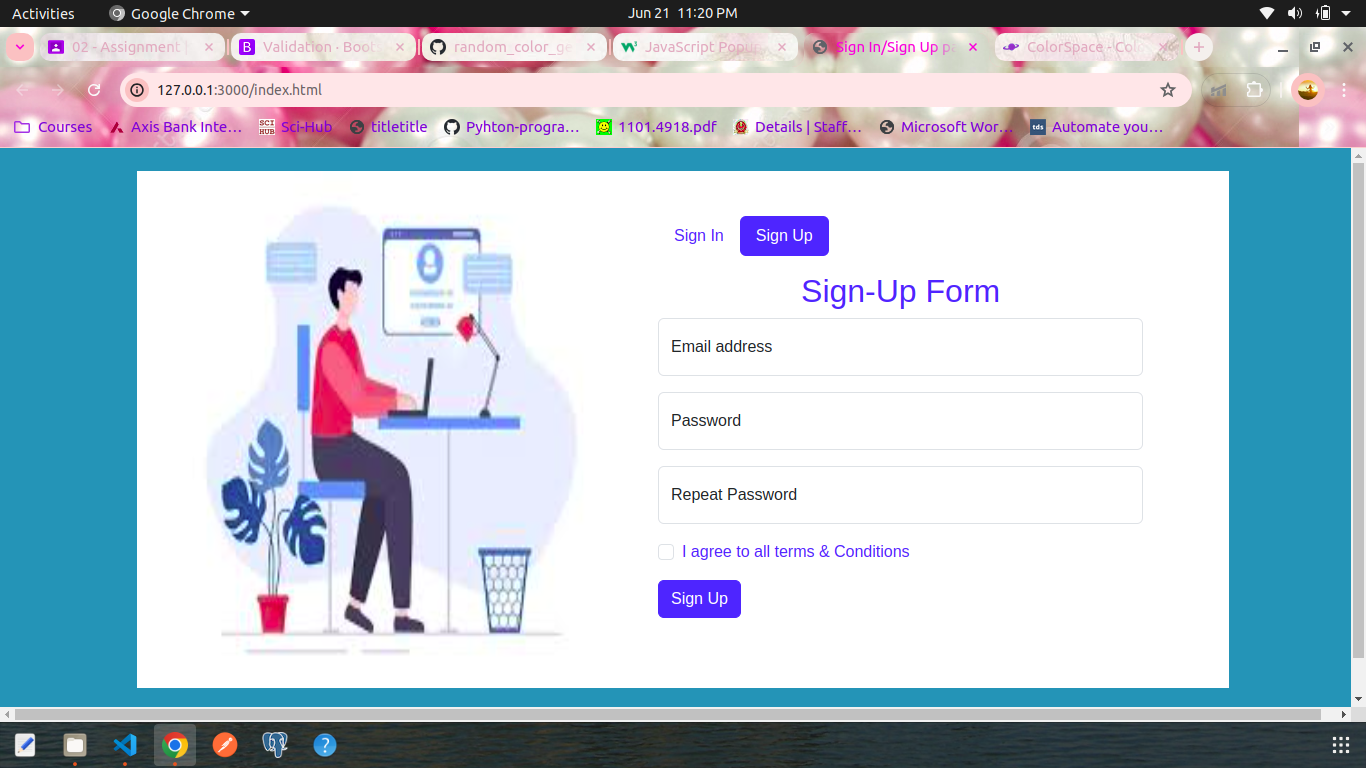 Activities Google Chrome Jun 21 11:20 PM
02 - Assignment Validation - Boot random_color_ge JavaScript Popup Sign In/Sign Up pa ColorSpace - Colo
127.0.0.1:3000/index.html
Courses Axis Bank Inte… Sci-Hub titletitle Pyhton-progra… 1101.4918.pdf Details | Staff… Microsoft Wor… Automate you…
Sign In Sign Up
Sign-Up Form
Email address
Password
Repeat Password
I agree to all terms & Conditions
Sign Up